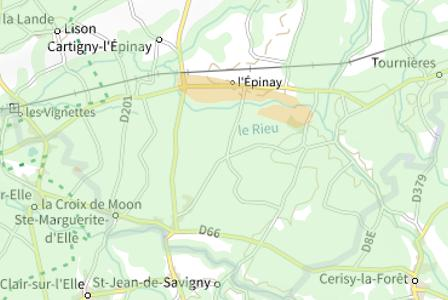 la Lande
Lison
Cartigny-l'Épinay
Tournières
l'Épinay
les Vignettes
D201
le Rieu
r-Elle
la Croix de Moon
Ste-Marguerite-
d'Elle
D66
D8E
D379
Clair-sur-l'Elle
St-Jean-de-Savigny
Cerisy-la-Forêt